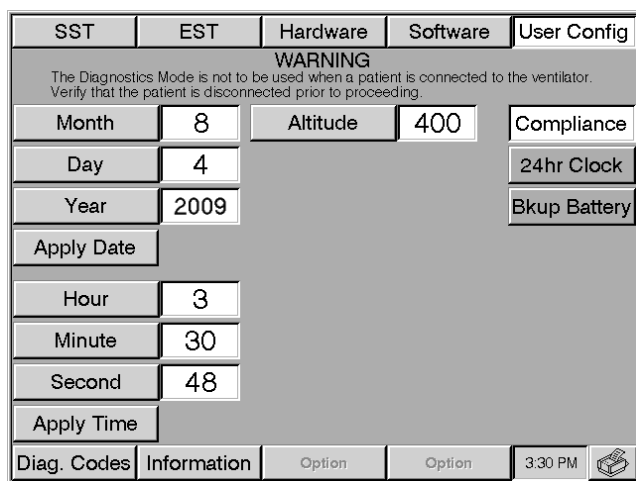 SST EST Hardware Software User Config
WARNING
The Diagnostics Mode is not to be used when a patient is connected to the ventilator.
Verify that the patient is disconnected prior to proceeding.
Month 8 Altitude 400 Compliance
Day 4 24hr Clock
Year 2009 Bkup Battery
Apply Date
Hour 3
Minute 30
Second 48
Apply Time
Diag. Codes Information Option Option 3:30 PM